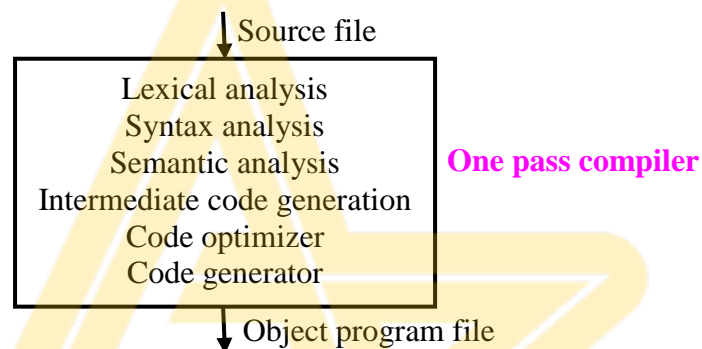 Source file
Lexical analysis
Syntax analysis
Semantic analysis
One pass compiler
Intermediate code generation
Code optimizer
Code generator
Object program file